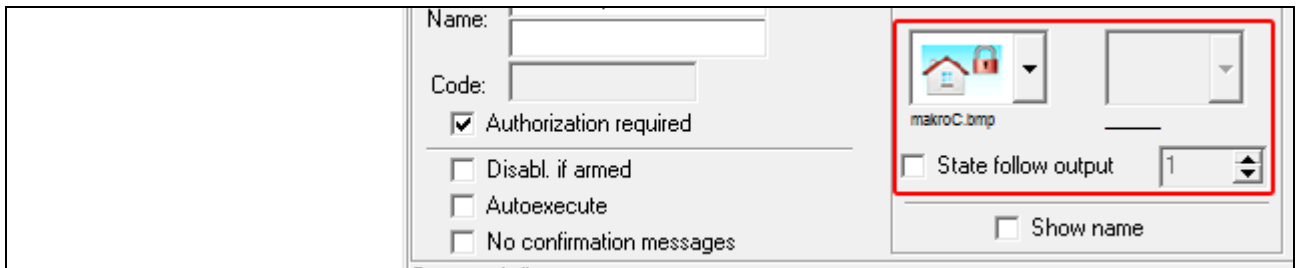 Name:
Code:
Authorization required
Disabl. if armed
Autoexecute
No confirmation messages
makroC.bmp
State follow output 1
Show name